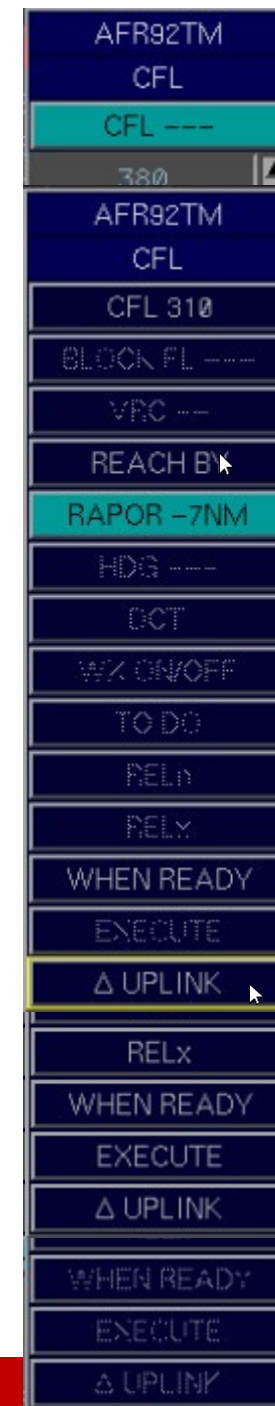 AFR92TM
CFL
CFL ---
380
AFR92TM
CFL
CFL 310
BLOCK FL ---
VRC --
REACH BY
RAPOR -7NM
HDG ---
DCT
WX ON/OFF
TO DO
RELn
RELx
WHEN READY
EXECUTE
Δ UPLINK
RELx
WHEN READY
EXECUTE
Δ UPLINK
WHEN READY
EXECUTE
Δ UPLINK